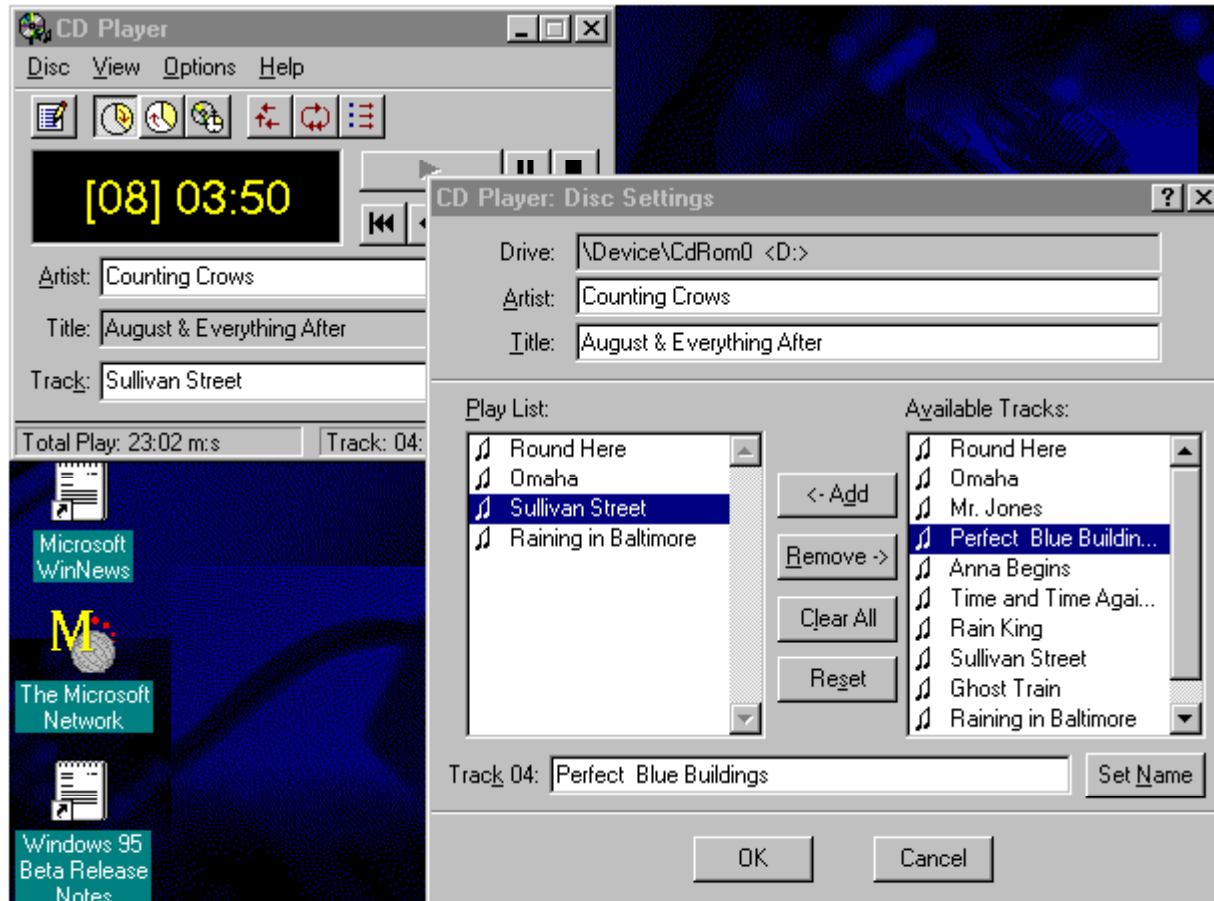 CD Player
Disc View Options Help
[08] 03:50
Artist: Counting Crows
Title: August & Everything After
Track: Sullivan Street
Total Play: 23:02 m:s Track: 04:
Microsoft
WinNews
The Microsoft
Network
Windows 95
Beta Release
Notes
CD Player: Disc Settings
Drive: \Device\CdRom0 <D:>
Artist: Counting Crows
Title: August & Everything After
Play List:
Round Here
Omaha
Sullivan Street
Raining in Baltimore
<- Add
Remove ->
Clear All
Reset
Available Tracks:
Round Here
Omaha
Mr. Jones
Perfect  Blue Buildin...
Anna Begins
Time and Time Agai...
Rain King
Sullivan Street
Ghost Train
Raining in Baltimore
Track 04: Perfect  Blue Buildings
Set Name
OK Cancel